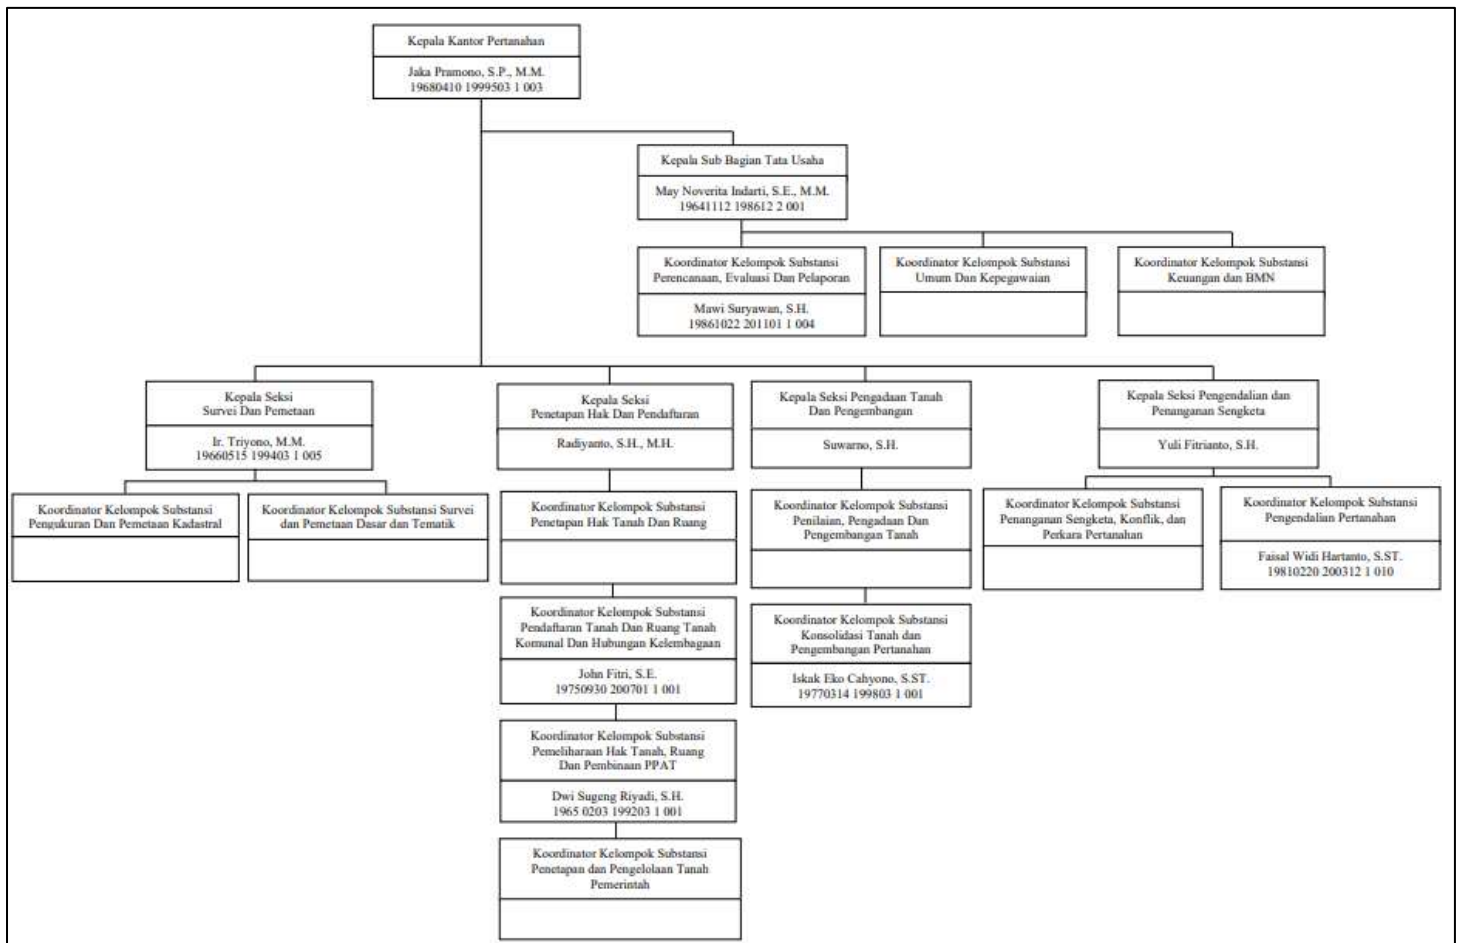 Kepala Kantor Pertanahan
Jaka Pramono, S.P., M.M.
19680410 1999503 1 003
Kepala Sub Bagian Tata Usaha
May Noverita Indarti, S.E., M.M.
19641112 198612 2 001
Koordinator Kelompok Substansi
Perencanaan, Evaluasi Dan Pelaporan
Mawi Suryawan, S.H.
19861022 201101 1 004
Koordinator Kelompok Substansi
Umum Dan Kepegawaian
Koordinator Kelompok Substansi
Keuangan dan BMN
Kepala Seksi
Survei Dan Pemetaan
Ir. Triyono, M.M.
19660515 199403 1 005
Kepala Seksi
Penetapan Hak Dan Pendaftaran
Radiyanto, S.H., M.H.
Kepala Seksi Pengadaan Tanah
Dan Pengembangan
Suwarno, S.H.
Kepala Seksi Pengendalian dan
Penanganan Sengketa
Yuli Fitrianto, S.H.
Koordinator Kelompok Substansi
Pengukuran Dan Pemetaan Kadastral
Koordinator Kelompok Substansi Survei
dan Pemetaan Dasar dan Tematik
Koordinator Kelompok Substansi
Penetapan Hak Tanah Dan Ruang
Koordinator Kelompok Substansi
Penilaian, Pengadaan Dan
Pengembangan Tanah
Koordinator Kelompok Substansi
Penanganan Sengketa, Konflik, dan
Perkara Pertanahan
Koordinator Kelompok Substansi
Pengendalian Pertanahan
Faisal Widi Hartanto, S.ST.
19810220 200312 1 010
Koordinator Kelompok Substansi
Pendaftaran Tanah Dan Ruang Tanah
Komunal Dan Hubungan Kelembagaan
John Fitri, S.E.
19750930 200701 1 001
Koordinator Kelompok Substansi
Konsolidasi Tanah dan
Pengembangan Pertanahan
Iskak Eko Cahyono, S.ST.
19770314 199803 1 001
Koordinator Kelompok Substansi
Pemeliharaan Hak Tanah, Ruang
Dan Pembinaan PPAT
Dwi Sugeng Riyadi, S.H.
1965 0203 199203 1 001
Koordinator Kelompok Substansi
Penetapan dan Pengelolaan Tanah
Pemerintah